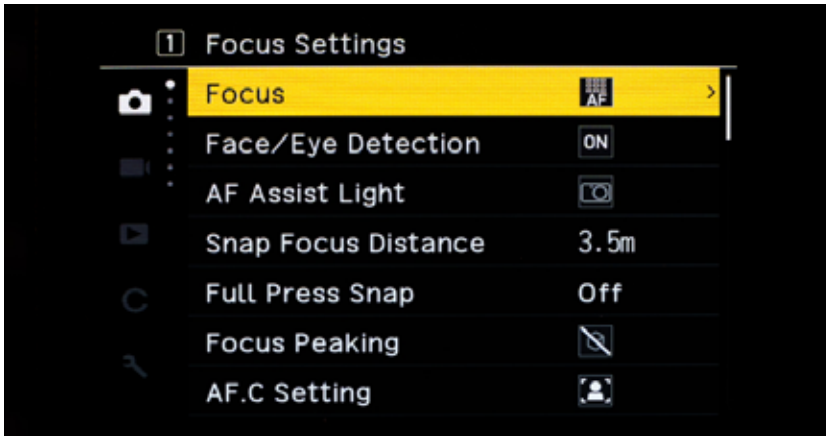 1 Focus Settings
Focus AF >
Face/Eye Detection ON
AF Assist Light
Snap Focus Distance 3.5m
Full Press Snap Off
Focus Peaking
AF.C Setting
C